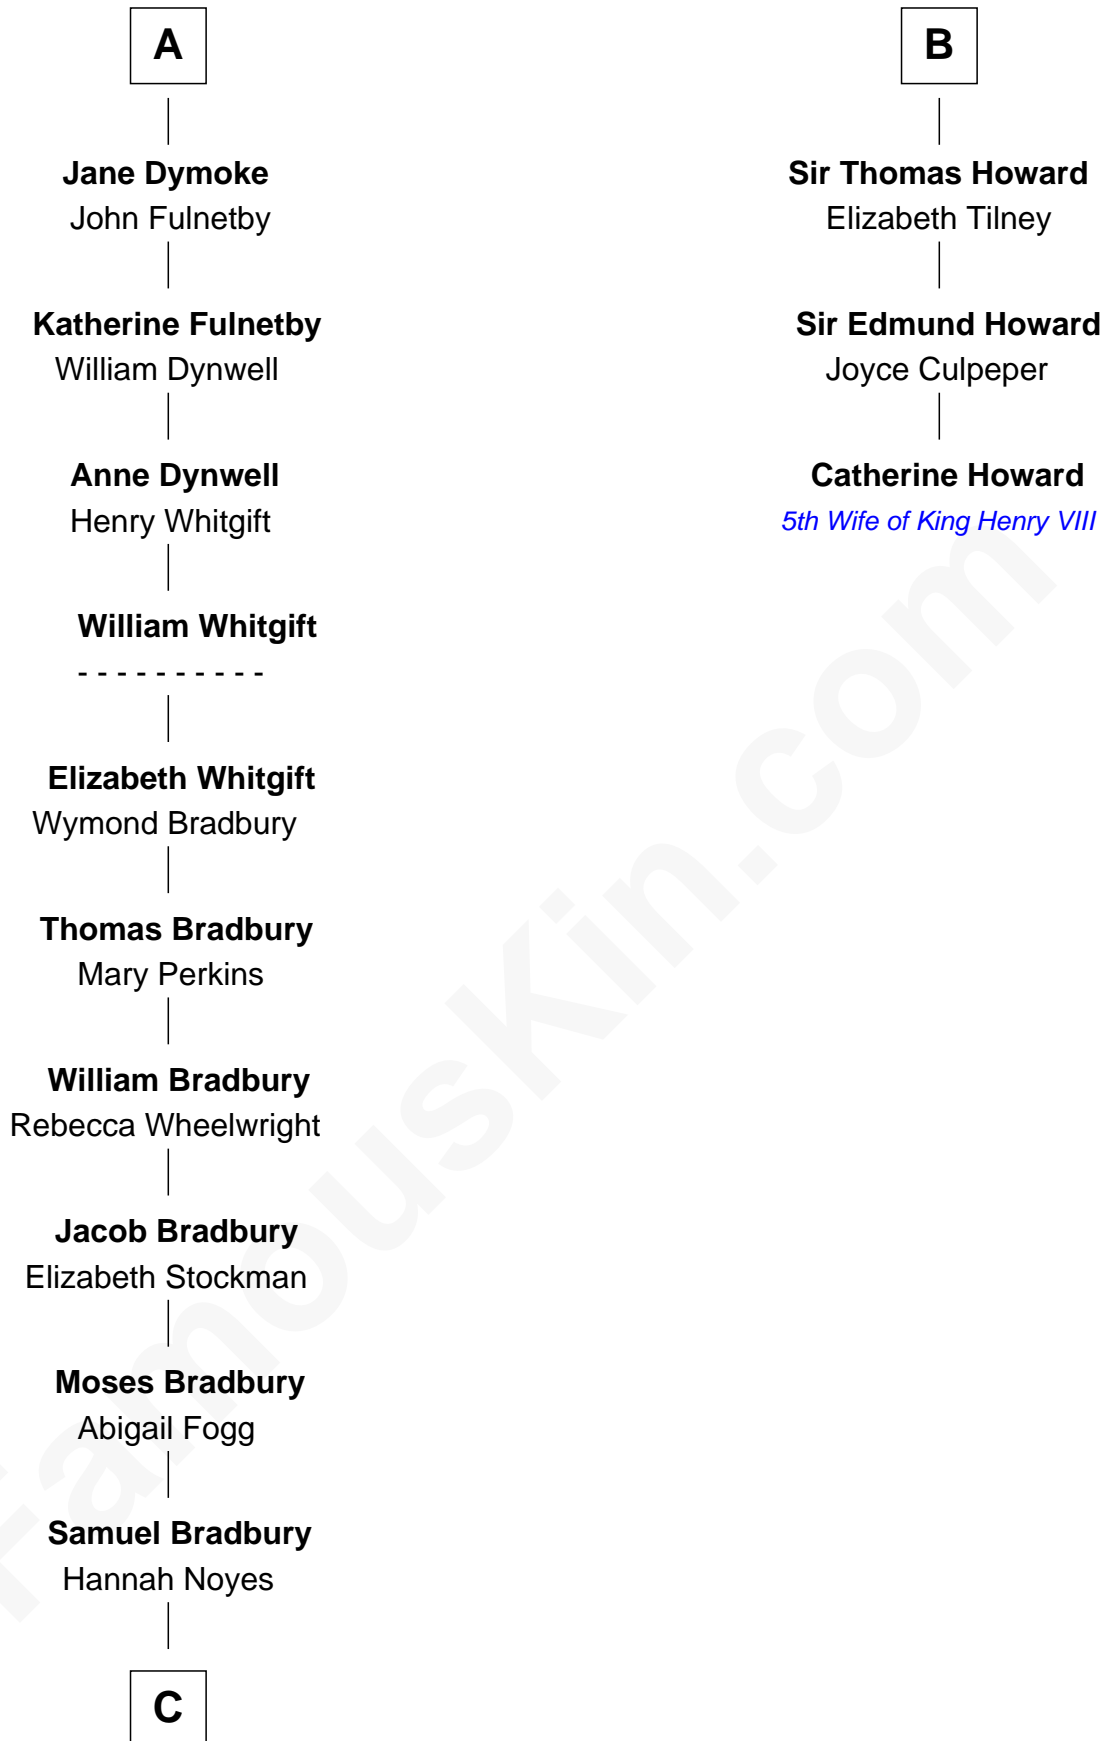 A
Jane Dymoke
John Fulnetby
Katherine Fulnetby
William Dynwell
Anne Dynwell
Henry Whitgift
William Whitgift
- - - - - - - - - -
Elizabeth Whitgift
Wymond Bradbury
Thomas Bradbury
Mary Perkins
William Bradbury
Rebecca Wheelwright
Jacob Bradbury
Elizabeth Stockman
Moses Bradbury
Abigail Fogg
Samuel Bradbury
Hannah Noyes
C
B
Sir Thomas Howard
Elizabeth Tilney
Sir Edmund Howard
Joyce Culpeper
Catherine Howard
5th Wife of King Henry VIII
FamousKin.com